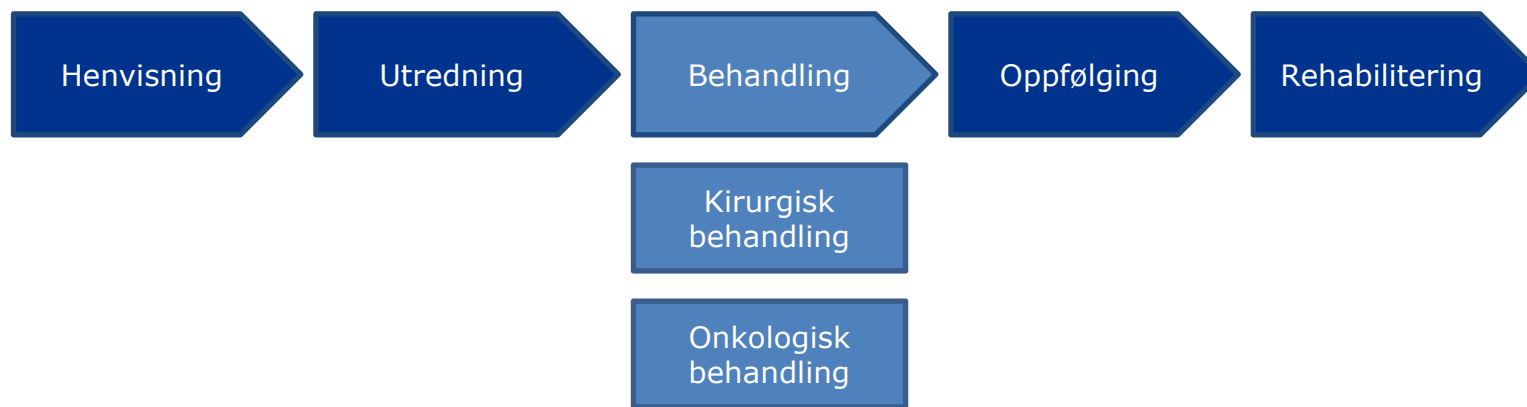 Henvisning
Utredning
Behandling
Oppfølging
Rehabilitering
Kirurgisk
behandling
Onkologisk
behandling